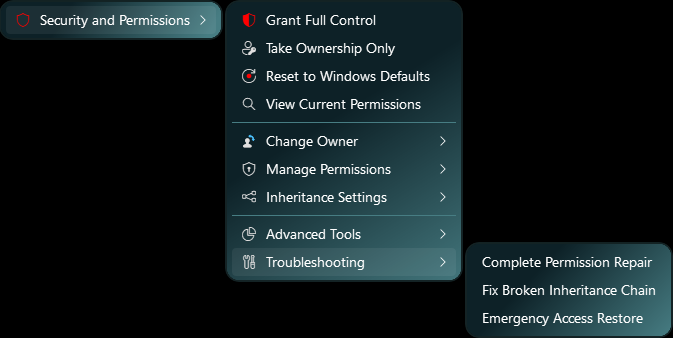 Security and Permissions
Grant Full Control
Take Ownership Only
Reset to Windows Defaults
View Current Permissions
Change Owner
Manage Permissions
Inheritance Settings
Advanced Tools
Troubleshooting
Complete Permission Repair
Fix Broken Inheritance Chain
Emergency Access Restore